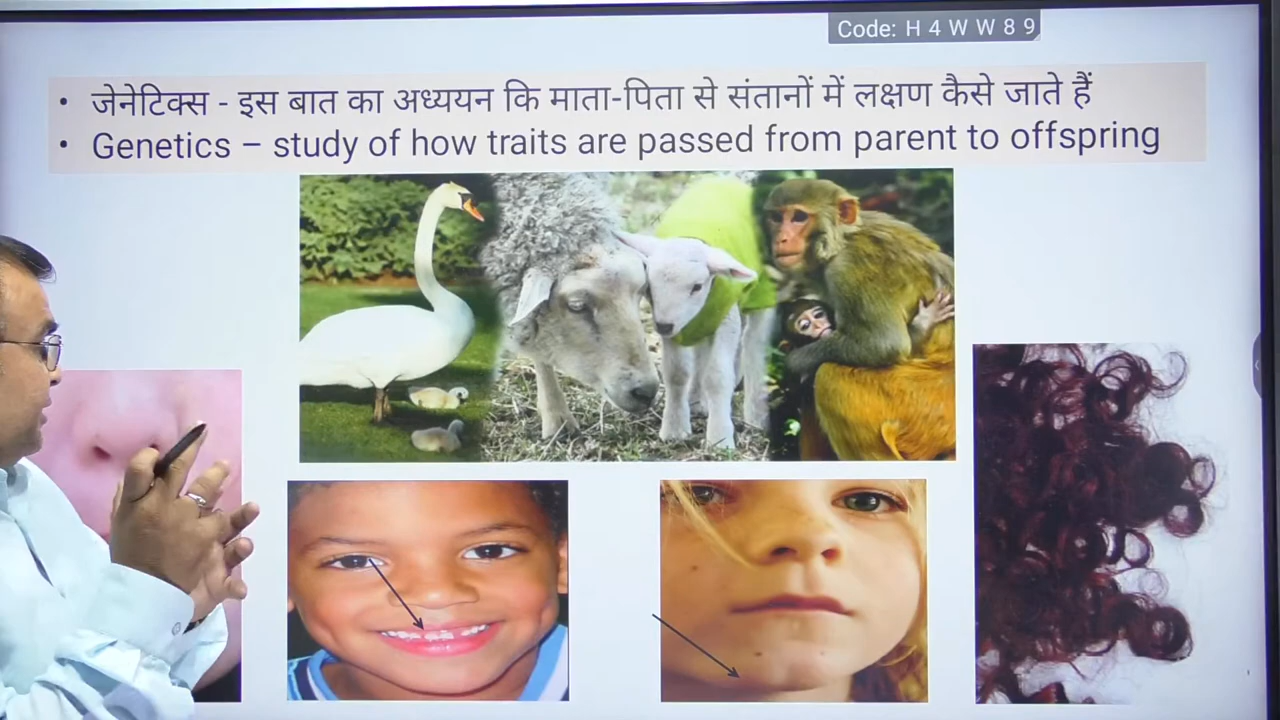 Code: H 4 W W 8 9
• जेनेटिक्स - इस बात का अध्ययन कि माता-पिता से संतानों में लक्षण कैसे जाते हैं
• Genetics – study of how traits are passed from parent to offspring